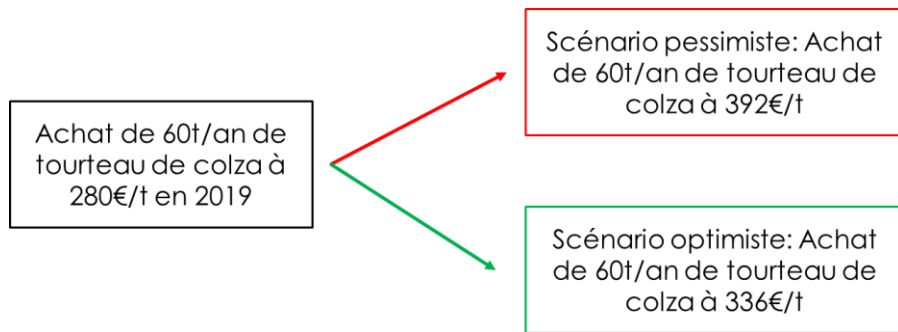 Achat de 60t/an de
tourteau de colza à
280€/t en 2019
Scénario pessimiste: Achat
de 60t/an de tourteau de
colza à 392€/t
Scénario optimiste: Achat
de 60t/an de tourteau de
colza à 336€/t